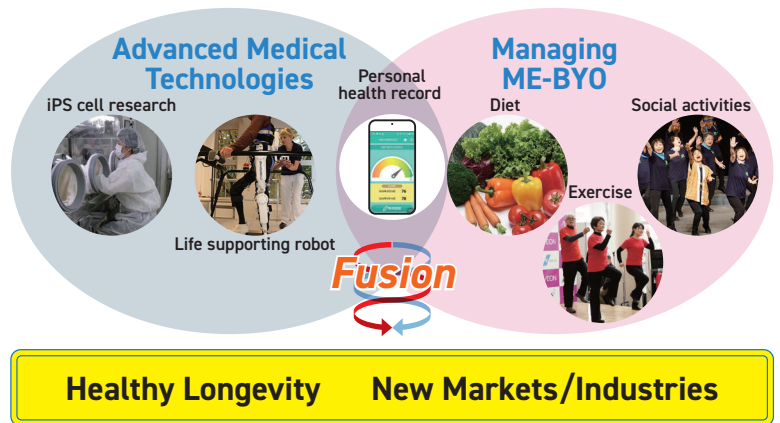 Advanced Medical
Technologies
Managing
ME-BYO
Personal
health record
iPS cell research
Life supporting robot
Diet
Exercise
Social activities
Fusion
Healthy Longevity
New Markets/Industries